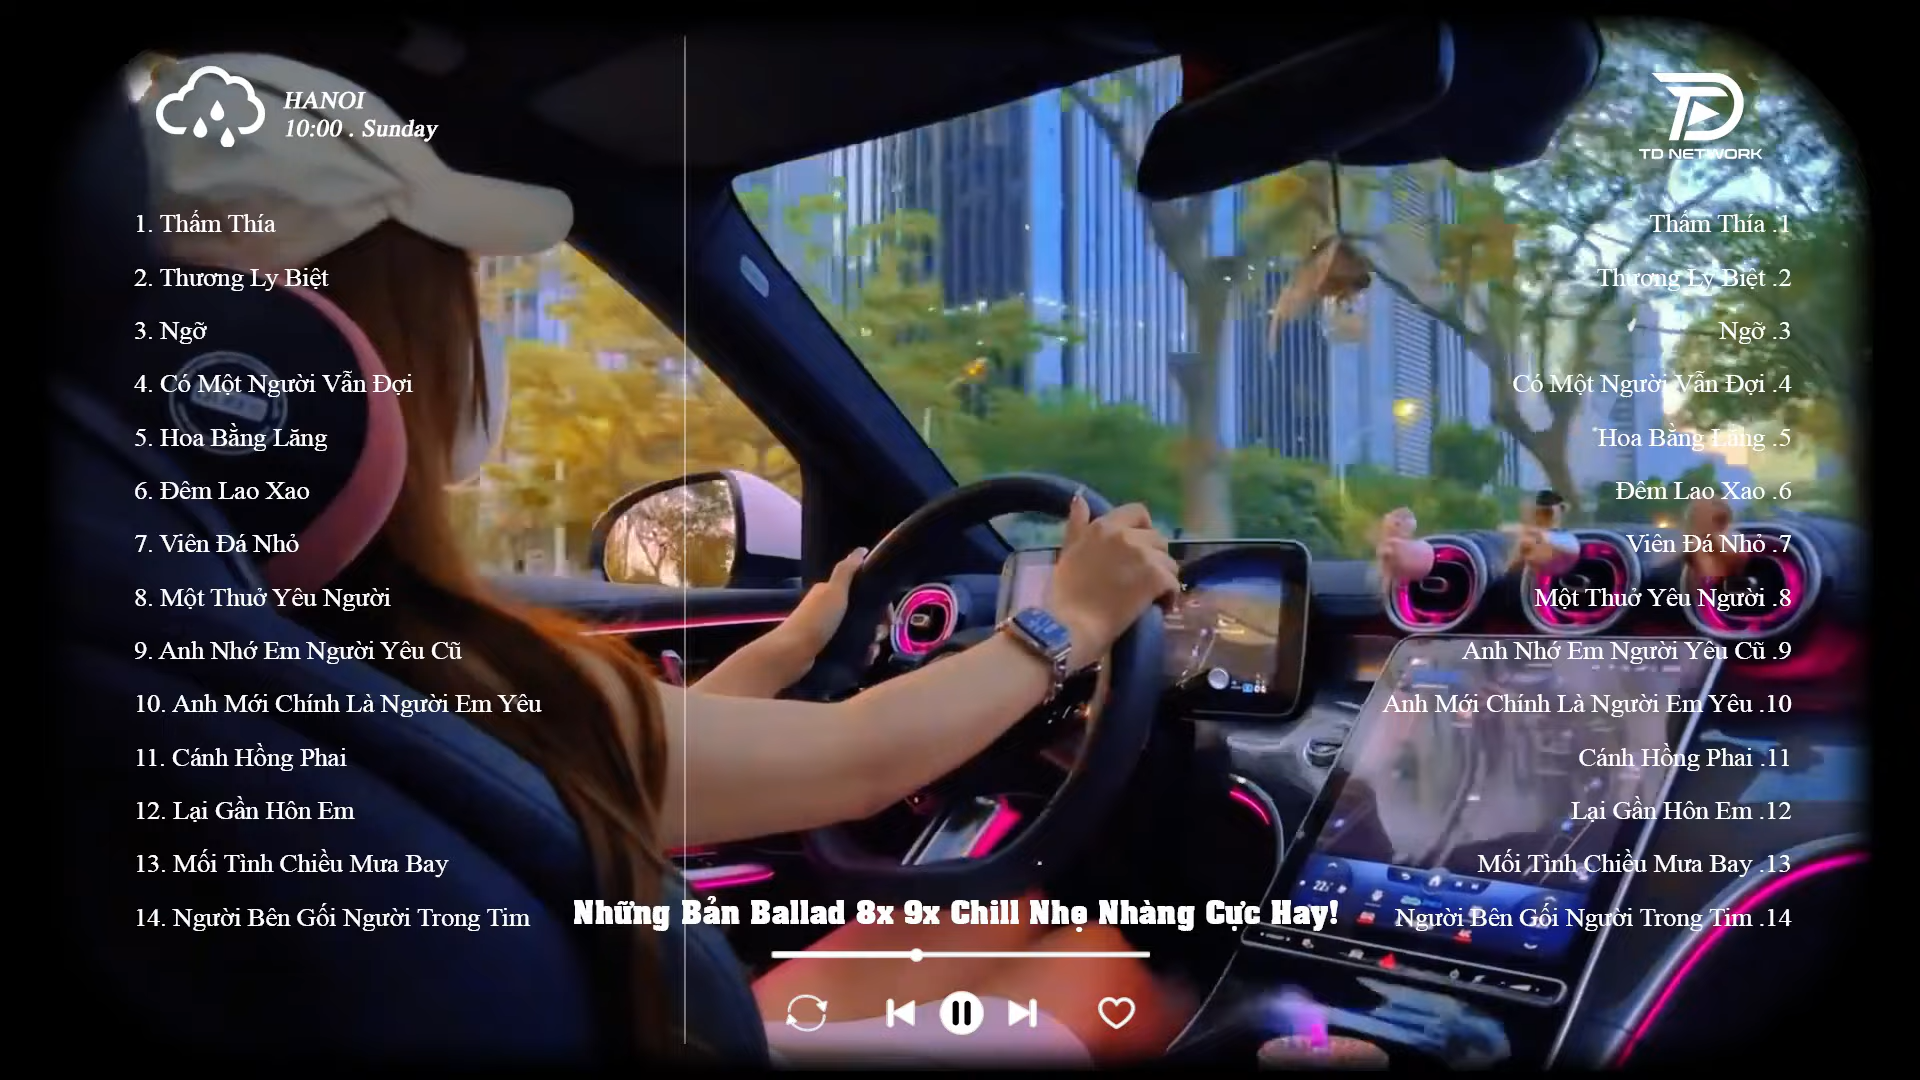 HANOI
10:00 . Sunday
TD NETWORK
1. Thấm Thía
2. Thương Ly Biệt
3. Ngỡ
4. Có Một Người Vẫn Đợi
5. Hoa Bằng Lăng
6. Đêm Lao Xao
7. Viên Đá Nhỏ
8. Một Thuở Yêu Người
9. Anh Nhớ Em Người Yêu Cũ
10. Anh Mới Chính Là Người Em Yêu
11. Cánh Hồng Phai
12. Lại Gần Hôn Em
13. Mối Tình Chiều Mưa Bay
14. Người Bên Gối Người Trong Tim
Thấm Thía .1
Thương Ly Biệt .2
Ngỡ .3
Có Một Người Vẫn Đợi .4
Hoa Bằng Lăng .5
Đêm Lao Xao .6
Viên Đá Nhỏ .7
Một Thuở Yêu Người .8
Anh Nhớ Em Người Yêu Cũ .9
Anh Mới Chính Là Người Em Yêu .10
Cánh Hồng Phai .11
Lại Gần Hôn Em .12
Mối Tình Chiều Mưa Bay .13
Người Bên Gối Người Trong Tim .14
Những Bản Ballad 8x 9x Chill Nhẹ Nhàng Cực Hay!